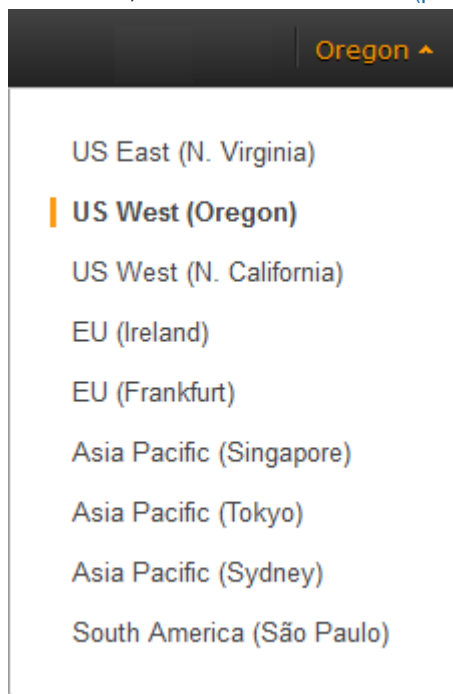 Oregon
US East (N. Virginia)
US West (Oregon)
US West (N. California)
EU (Ireland)
EU (Frankfurt)
Asia Pacific (Singapore)
Asia Pacific (Tokyo)
Asia Pacific (Sydney)
South America (São Paulo)